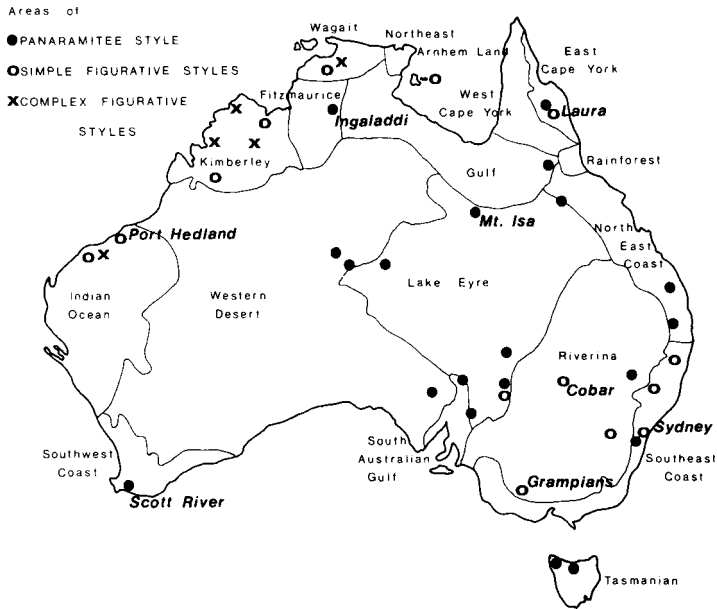 Areas of
PANARAMITEE STYLE
SIMPLE FIGURATIVE STYLES
COMPLEX FIGURATIVE
STYLES
Wagait
Northeast
Arnhem Land
East
Cape York
Fitzmaurice
West
Cape York
Ingaladdi
Laura
Kimberley
Gulf
Rainforest
Mt. Isa
Port Hedland
North
East
Coast
Lake Eyre
Indian
Ocean
Western
Desert
Riverina
Cobar
Sydney
Southwest
Coast
South
Australian
Gulf
Southeast
Coast
Grampians
Scott River
Tasmanian